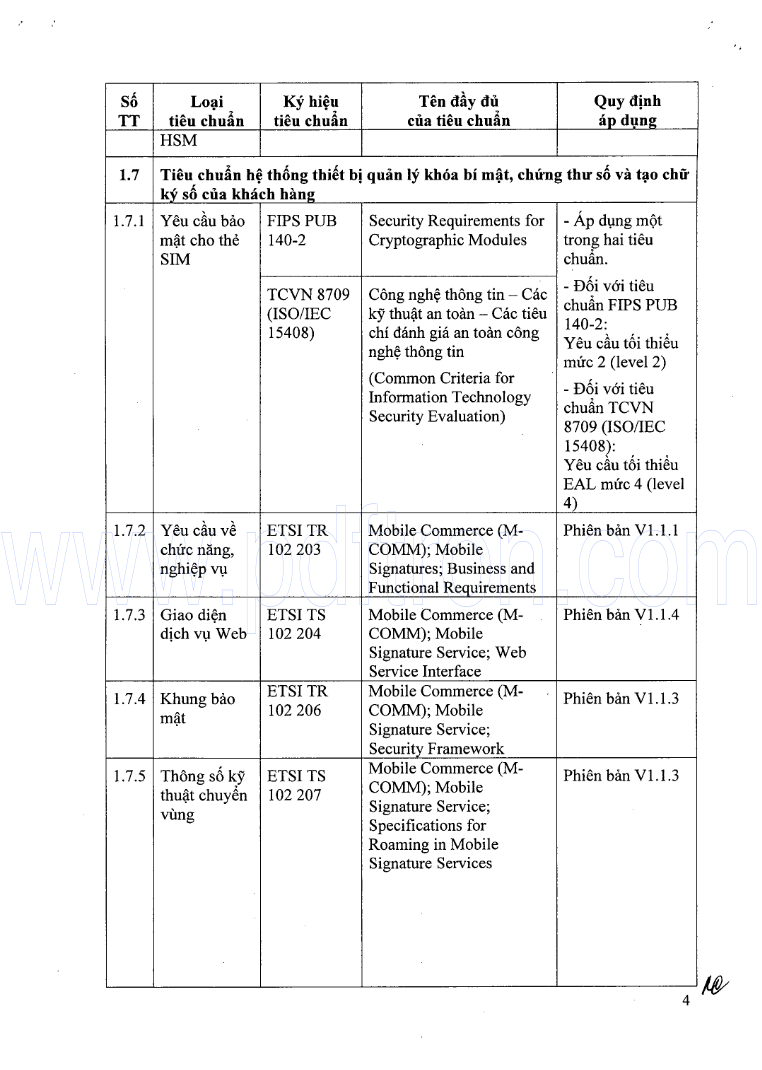 Số TT
Loại tiêu chuẩn
Ký hiệu tiêu chuẩn
Tên đầy đủ của tiêu chuẩn
Quy định áp dụng
HSM
1.7
Tiêu chuẩn hệ thống thiết bị quản lý khóa bí mật, chứng thư số và tạo chữ
ký số của khách hàng
1.7.1
Yêu cầu bảo
mật cho thẻ
SIM
FIPS PUB
140-2
Security Requirements for
Cryptographic Modules
TCVN 8709
(ISO/IEC
15408)
Công nghệ thông tin – Các
kỹ thuật an toàn – Các tiêu
chí đánh giá an toàn công
nghệ thông tin
(Common Criteria for
Information Technology
Security Evaluation)
- Áp dụng một
trong hai tiêu
chuẩn.
- Đối với tiêu
chuẩn FIPS PUB
140-2:
Yêu cầu tối thiểu
mức 2 (level 2)
- Đối với tiêu
chuẩn TCVN
8709 (ISO/IEC
15408):
Yêu cầu tối thiểu
EAL mức 4 (level
4)
1.7.2
Yêu cầu về
chức năng,
nghiệp vụ
ETSI TR
102 203
Mobile Commerce (M-
COMM); Mobile
Signatures; Business and
Functional Requirements
Phiên bản V1.1.1
1.7.3
Giao diện
dịch vụ Web
ETSI TS
102 204
Mobile Commerce (M-
COMM); Mobile
Signature Service; Web
Service Interface
Phiên bản V1.1.4
1.7.4
Khung bảo
mật
ETSI TR
102 206
Mobile Commerce (M-
COMM); Mobile
Signature Service;
Security Framework
Phiên bản V1.1.3
1.7.5
Thông số kỹ
thuật chuyển
vùng
ETSI TS
102 207
Mobile Commerce (M-
COMM); Mobile
Signature Service;
Specifications for
Roaming in Mobile
Signature Services
Phiên bản V1.1.3
www.pdftron.com
4